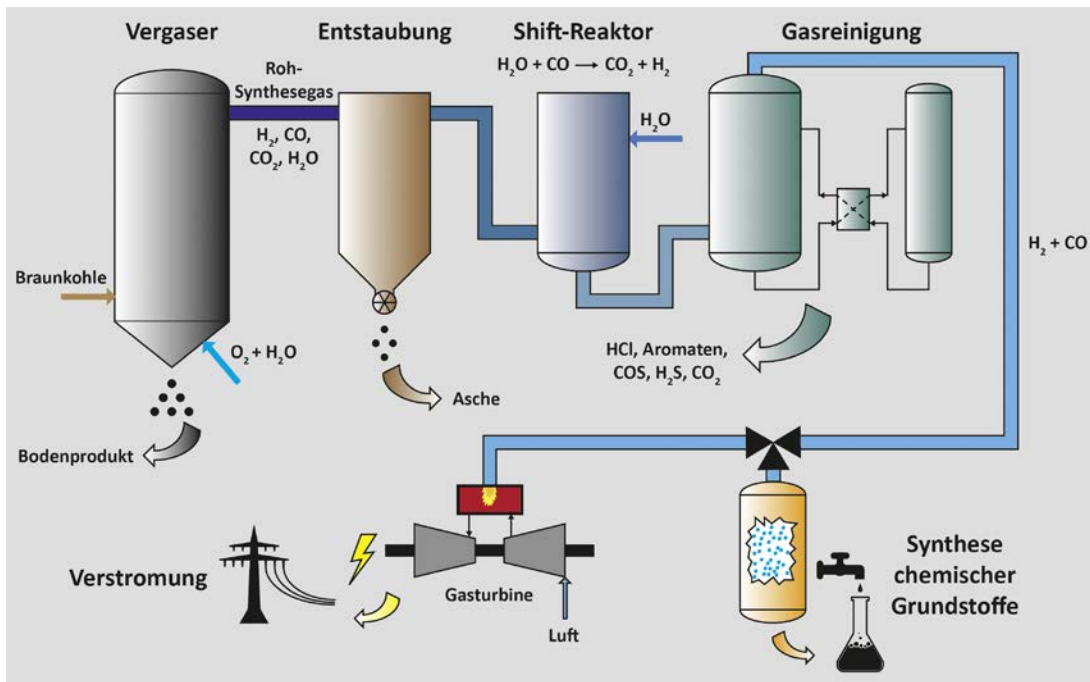 Vergaser
Entstaubung
Shift-Reaktor
Gasreinigung
H₂O + CO → CO₂ + H₂
Roh-
Synthesegas
H₂, CO,
CO₂, H₂O
H₂O
H₂ + CO
Braunkohle
O₂ + H₂O
HCl, Aromaten,
COS, H₂S, CO₂
Asche
Bodenprodukt
Verstromung
Gasturbine
Luft
Synthese
chemischer
Grundstoffe